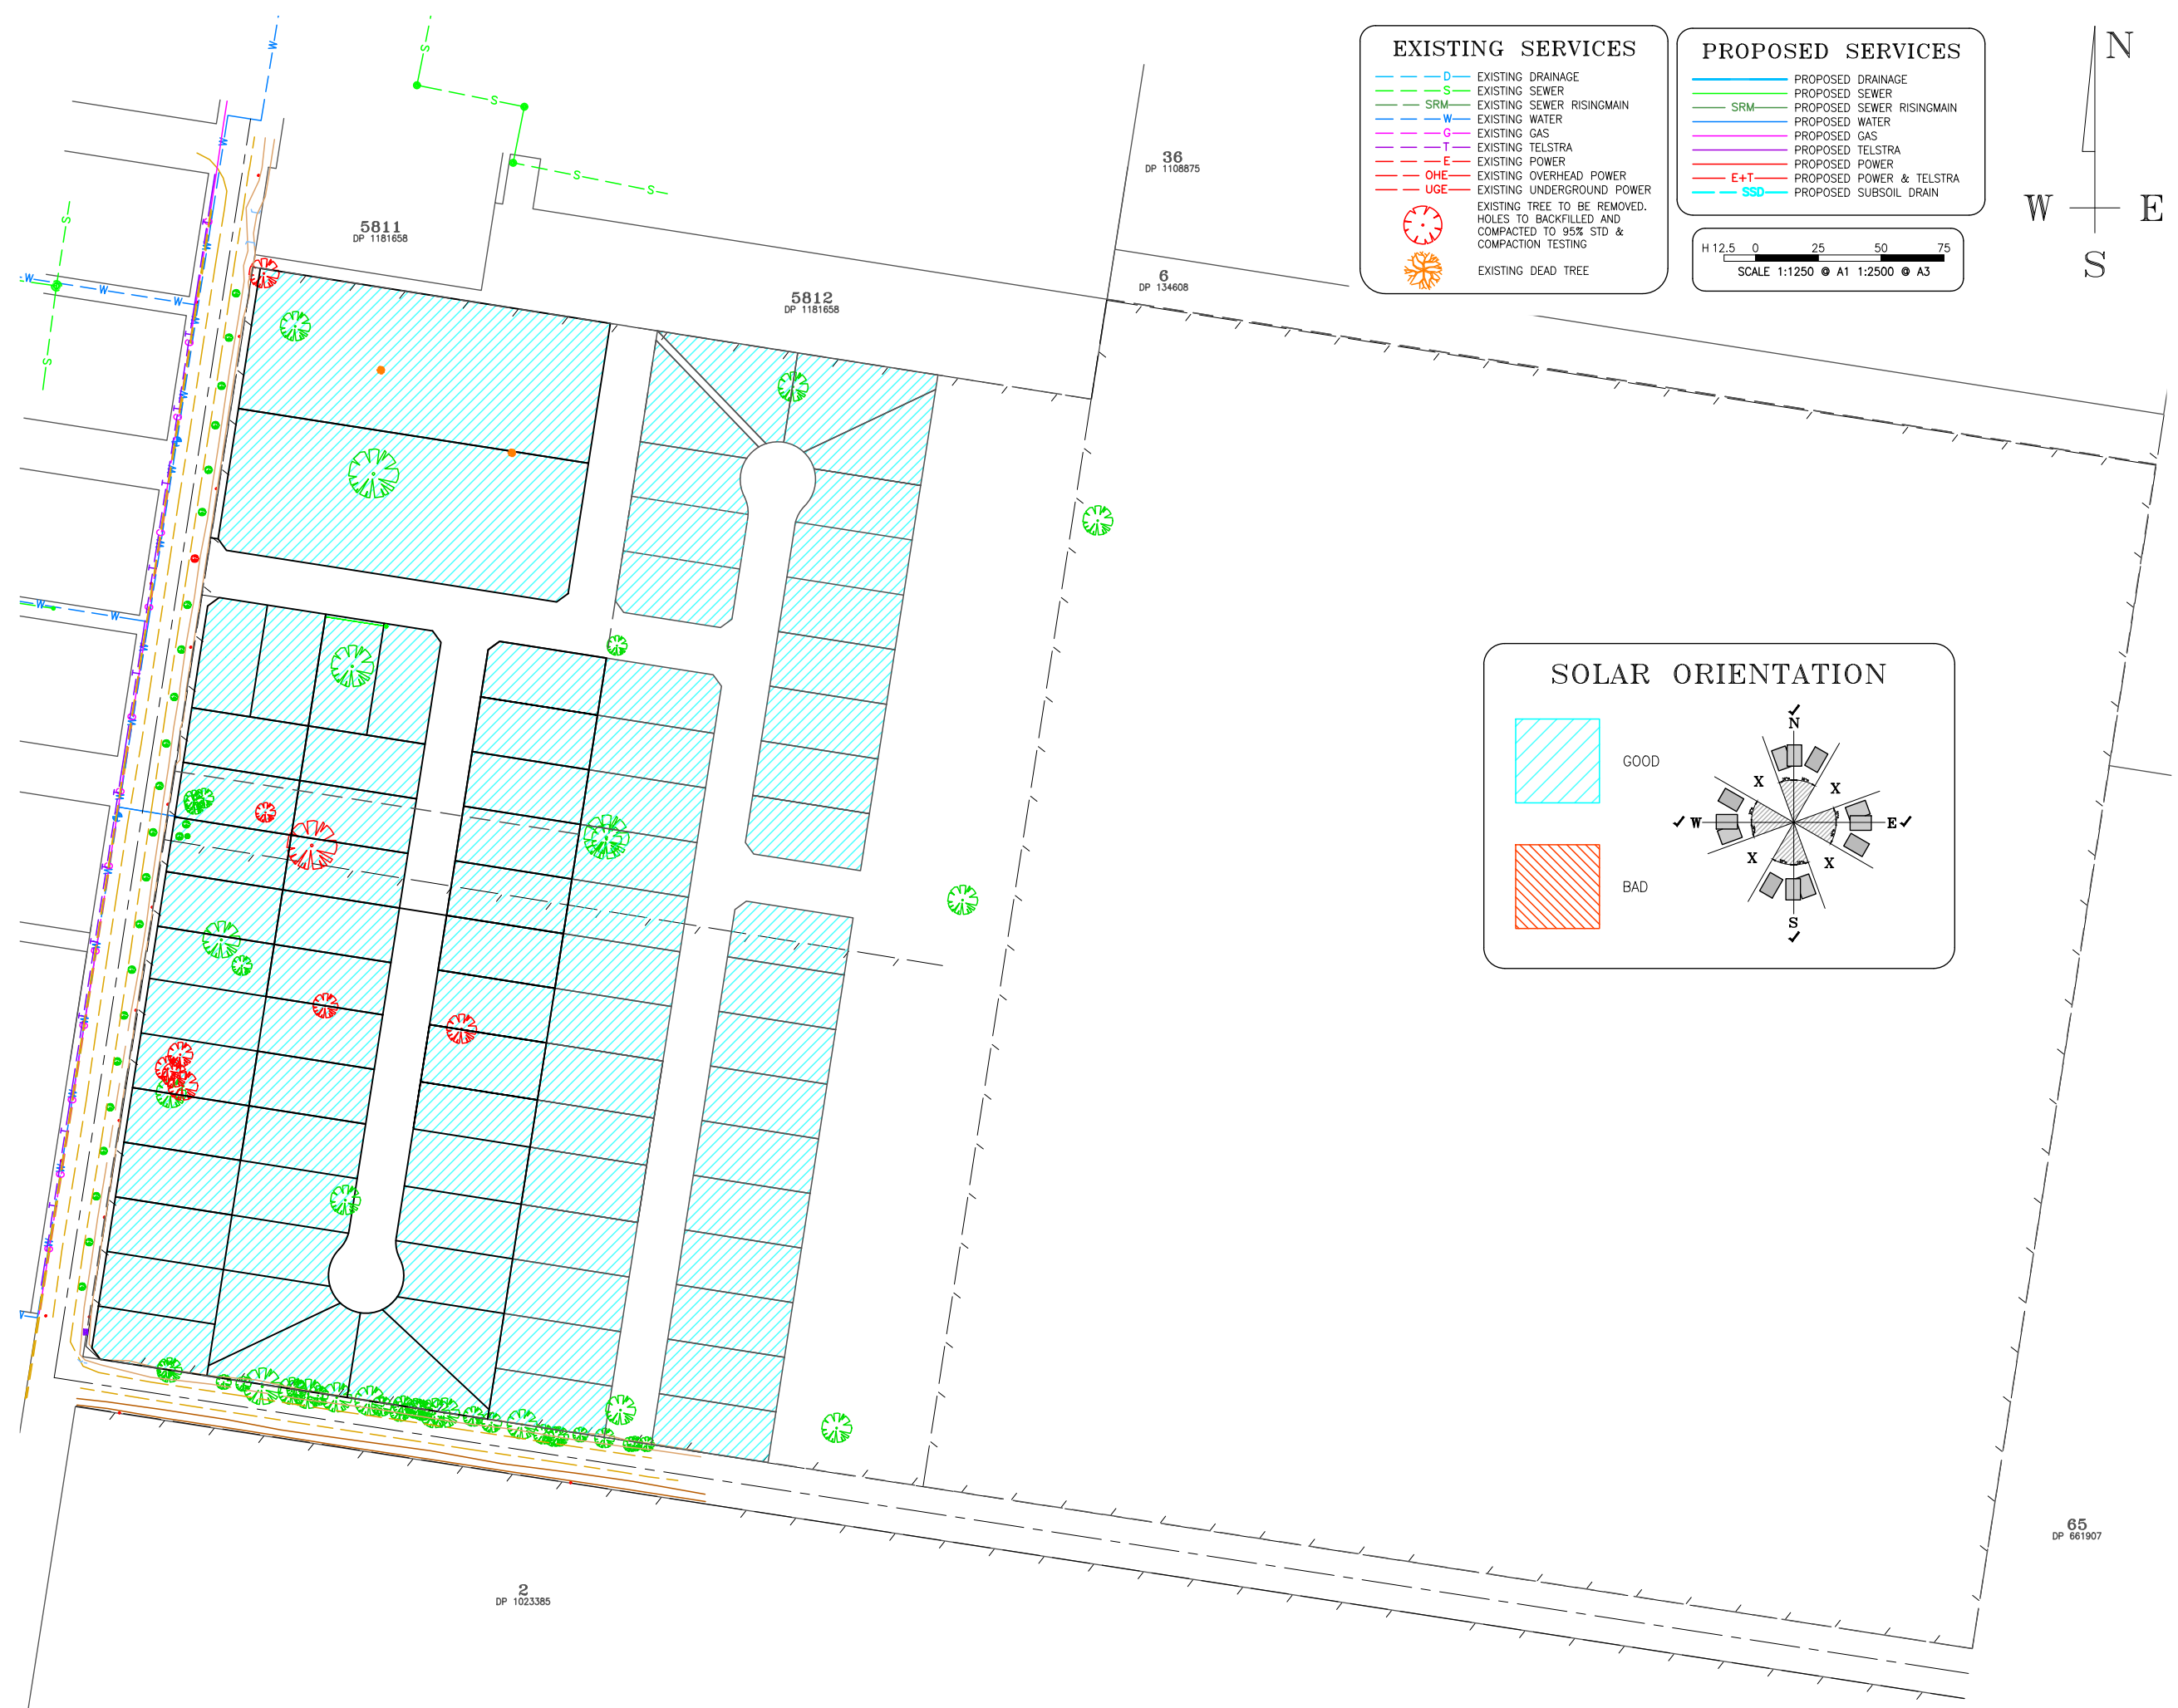 EXISTING SERVICES
D EXISTING DRAINAGE
S EXISTING SEWER
SRM EXISTING SEWER RISINGMAIN
W EXISTING WATER
G EXISTING GAS
T EXISTING TELSTRA
E EXISTING POWER
OHE EXISTING OVERHEAD POWER
UGE EXISTING UNDERGROUND POWER
EXISTING TREE TO BE REMOVED.
HOLES TO BACKFILLED AND
COMPACTED TO 95% STD &
COMPACTION TESTING
EXISTING DEAD TREE
PROPOSED SERVICES
PROPOSED DRAINAGE
PROPOSED SEWER
SRM PROPOSED SEWER RISINGMAIN
PROPOSED WATER
PROPOSED GAS
PROPOSED TELSTRA
PROPOSED POWER
E+T PROPOSED POWER & TELSTRA
SSD PROPOSED SUBSOIL DRAIN
H 12.5 0 25 50 75
SCALE 1:1250 @ A1 1:2500 @ A3
N
W E
S
36
DP 1108875
5811
DP 1181658
6
DP 134608
5812
DP 1181658
SOLAR ORIENTATION
GOOD
BAD
N
X X
W E
X X
S
65
DP 661907
2
DP 1023385